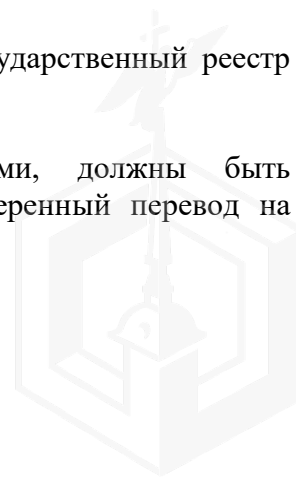 ударственный реестр
ми, должны быть
еренный перевод на